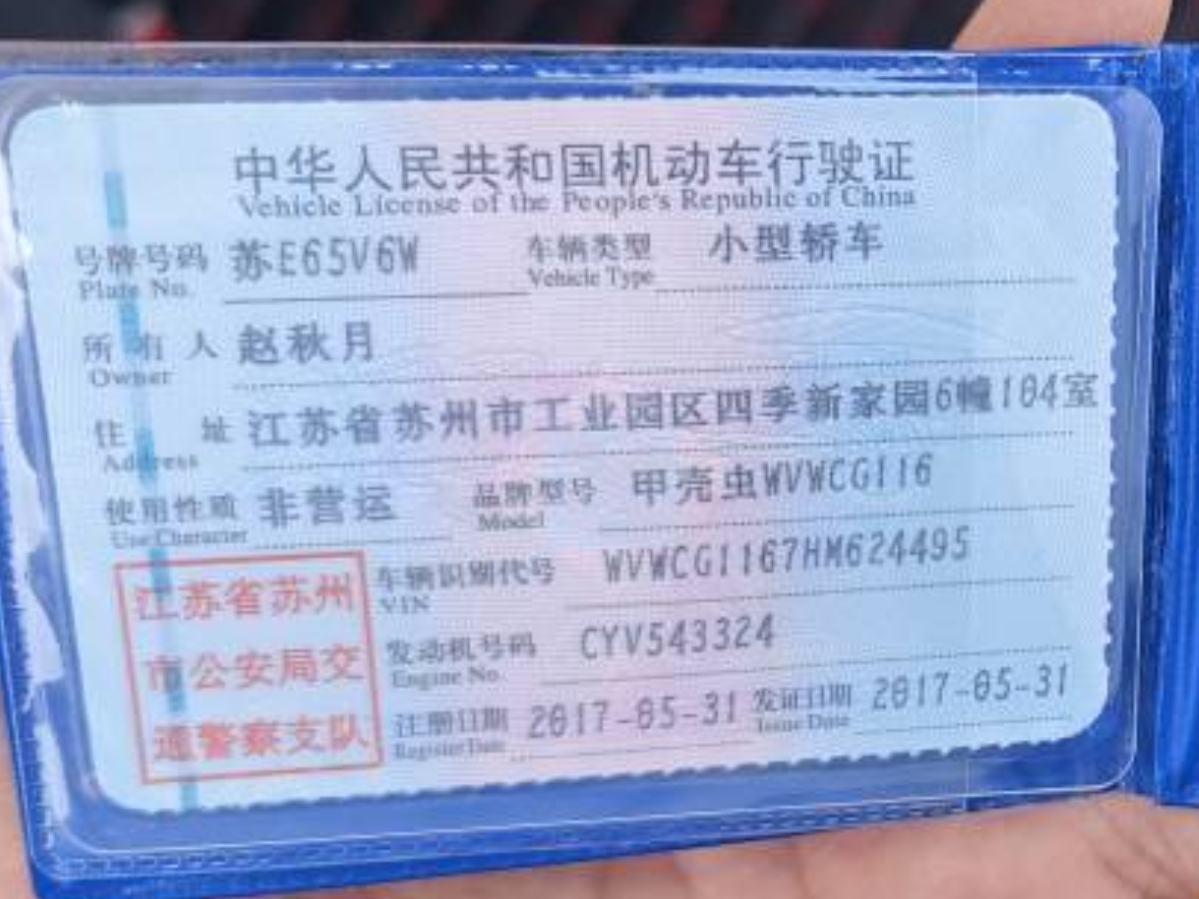 中华人民共和国机动车行驶证
Vehicle License of the People's Republic of China
号牌号码 苏E65V6W 车辆类型 小型轿车
Plate No. Vehicle Type
所有人 赵秋月
Owner
住址 江苏省苏州市工业园区四季新家园6幢104室
Address
使用性质 非营运 品牌型号 甲壳虫WVWCG116
Use Character Model
车辆识别代号 WVWCG1167HM624495
VIN
发动机号码 CYV543324
Engine No.
注册日期 2017-05-31 发证日期 2017-05-31
Register Date Issue Date
江苏省苏州
市公安局交
通警察支队